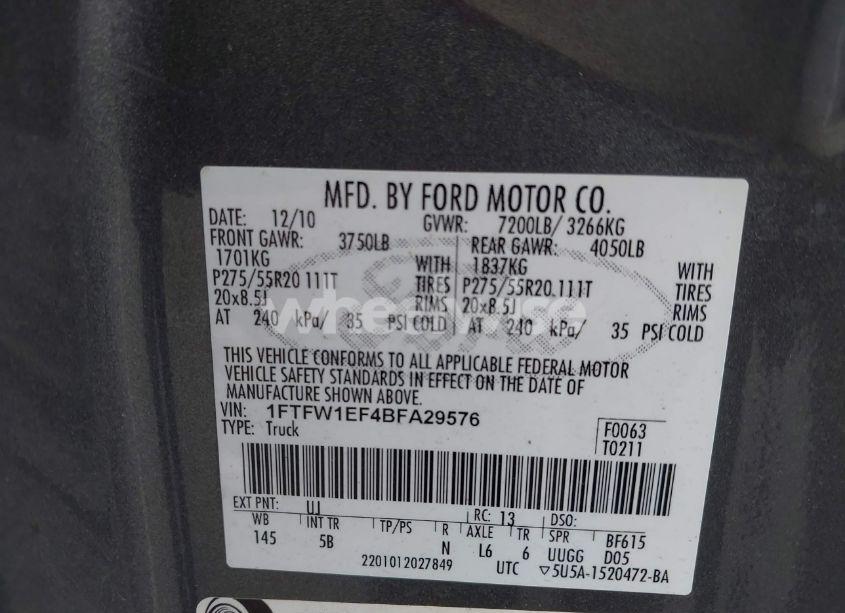 MFD. BY FORD MOTOR CO.
DATE: 12/10 GVWR: 7200LB/ 3266KG
FRONT GAWR: 3750LB REAR GAWR: 4050LB
1701KG WITH 1837KG WITH
P275/55R20 111T TIRES P275/55R20 111T TIRES
20x8.5J RIMS 20x8.5J RIMS
AT 240 kPa/ 35 PSI COLD AT 240 kPa/ 35 PSI COLD
wheelwise
THIS VEHICLE CONFORMS TO ALL APPLICABLE FEDERAL MOTOR
VEHICLE SAFETY STANDARDS IN EFFECT ON THE DATE OF
MANUFACTURE SHOWN ABOVE.
VIN: 1FTFW1EF4BFA29576 F0063
TYPE: Truck T0211
EXT PNT: UJ RC: 13 DSO:
WB INT TR TP/PS R AXLE TR SPR BF615
145 5B N L6 6 UUGG D05
2201012027849 UTC ▽5U5A-1520472-BA